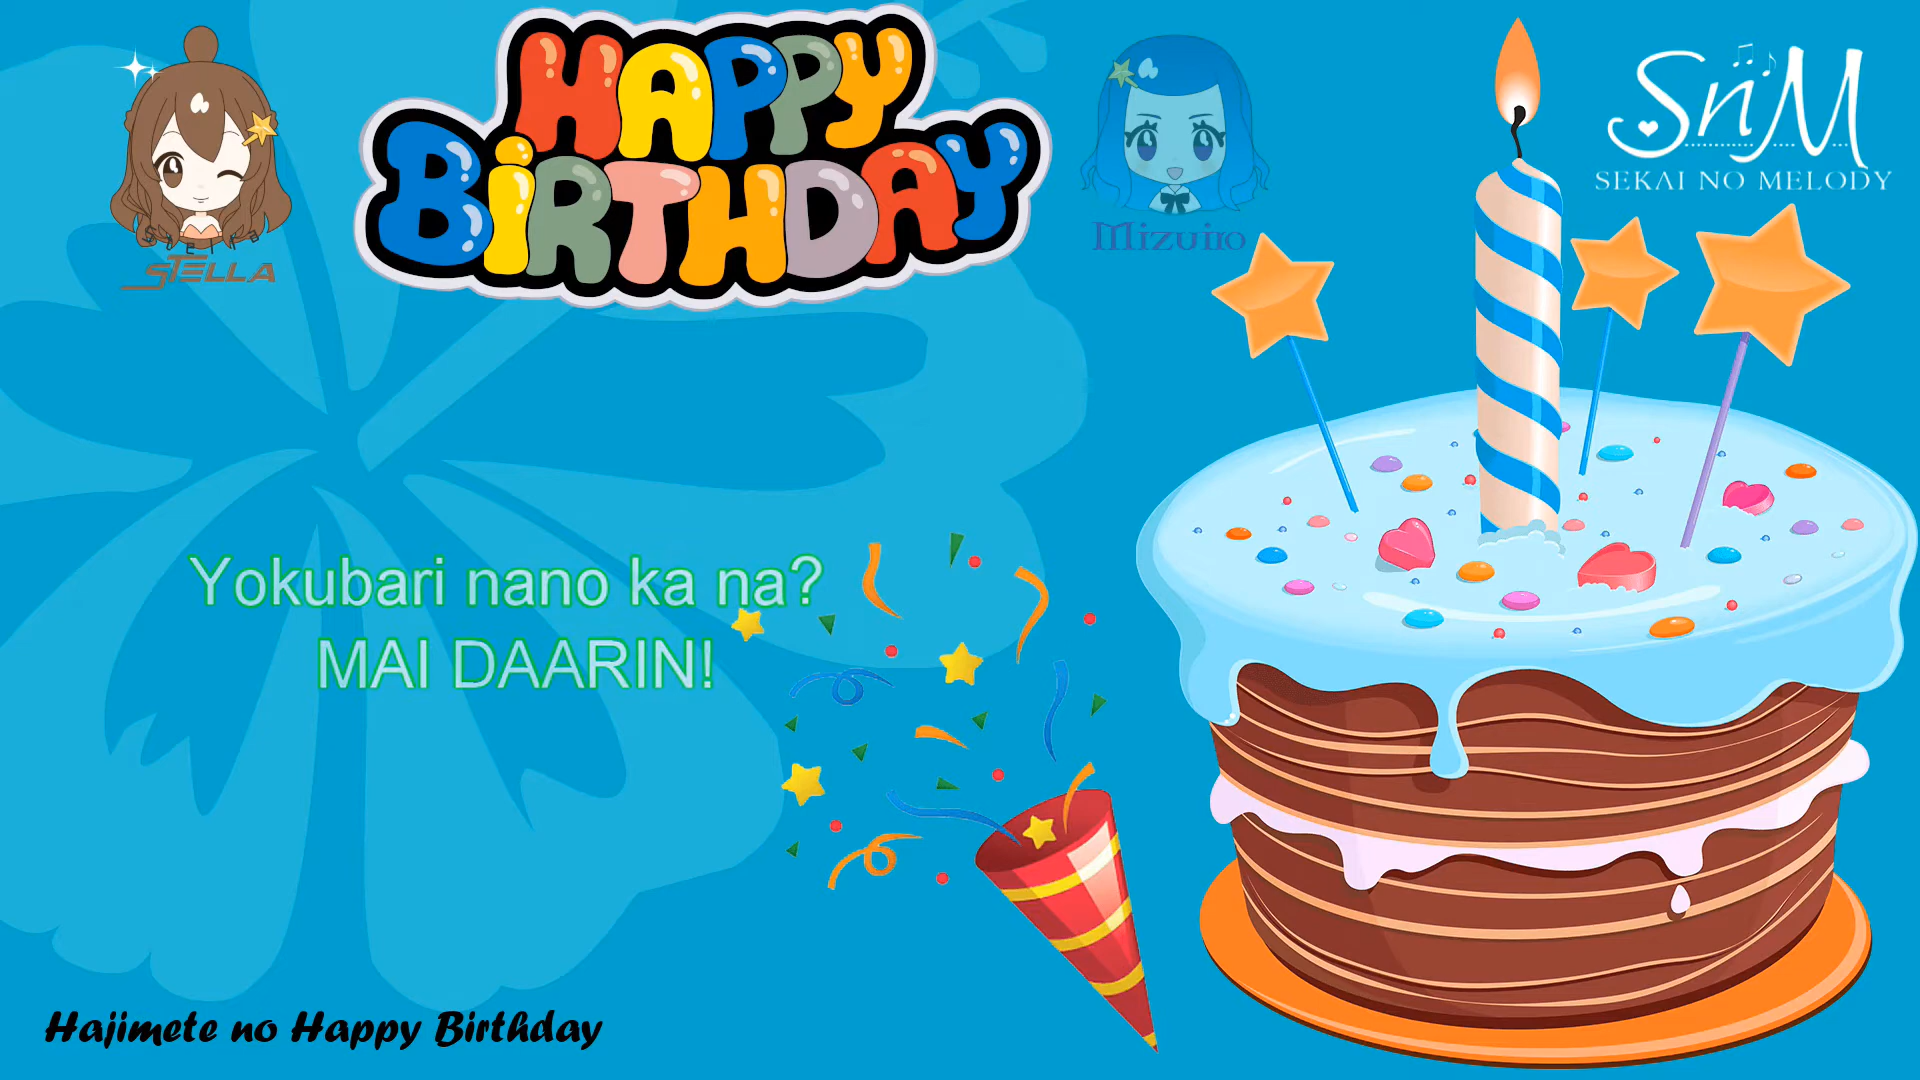 HAPPY
BIRTHDAY
STELLA
Mizuiro
SnM
SEKAI NO MELODY
Yokubari nano ka na?
MAI DAARIN!
Hajimete no Happy Birthday